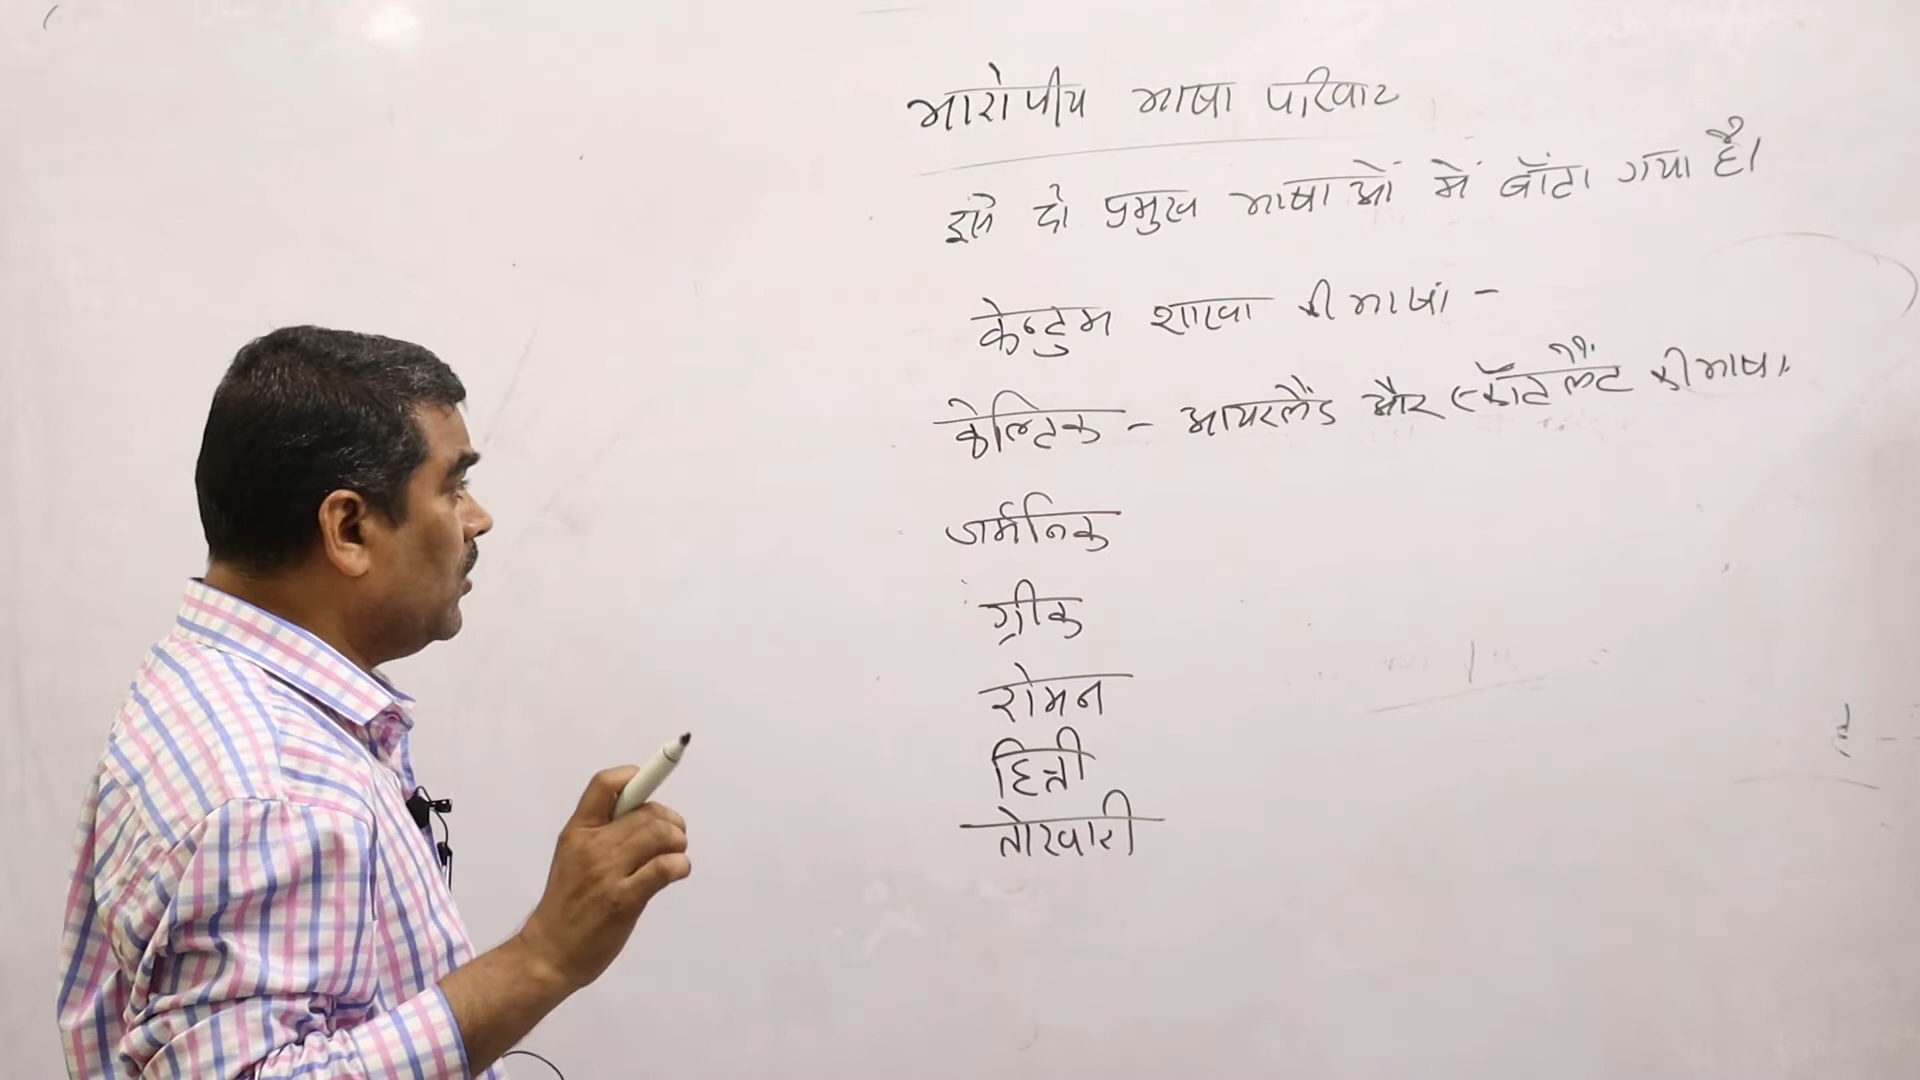 भारोपीय भाषा परिवार
इसे दो प्रमुख भाषाओं में बाँटा गया है।
केण्टुम शाखा की भाषां -
केल्टिक - आयरलैंड और स्कॉटलैंट की भाषा
जर्मनिक
ग्रीक
रोमन
हित्ती
तोखारी